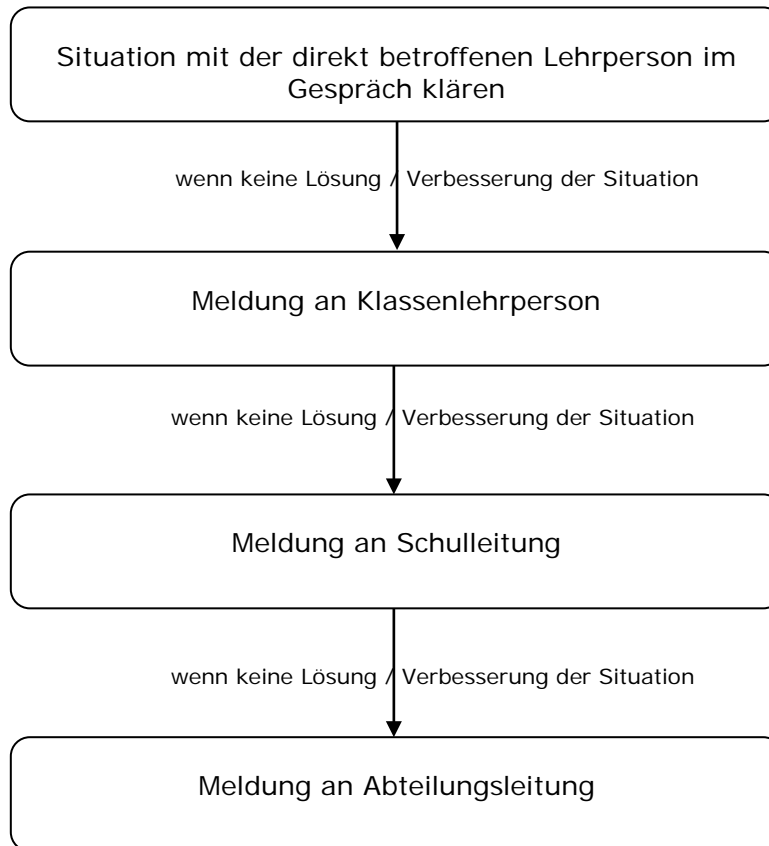 Situation mit der direkt betroffenen Lehrperson im
Gespräch klären
wenn keine Lösung / Verbesserung der Situation
Meldung an Klassenlehrperson
wenn keine Lösung / Verbesserung der Situation
Meldung an Schulleitung
wenn keine Lösung / Verbesserung der Situation
Meldung an Abteilungsleitung